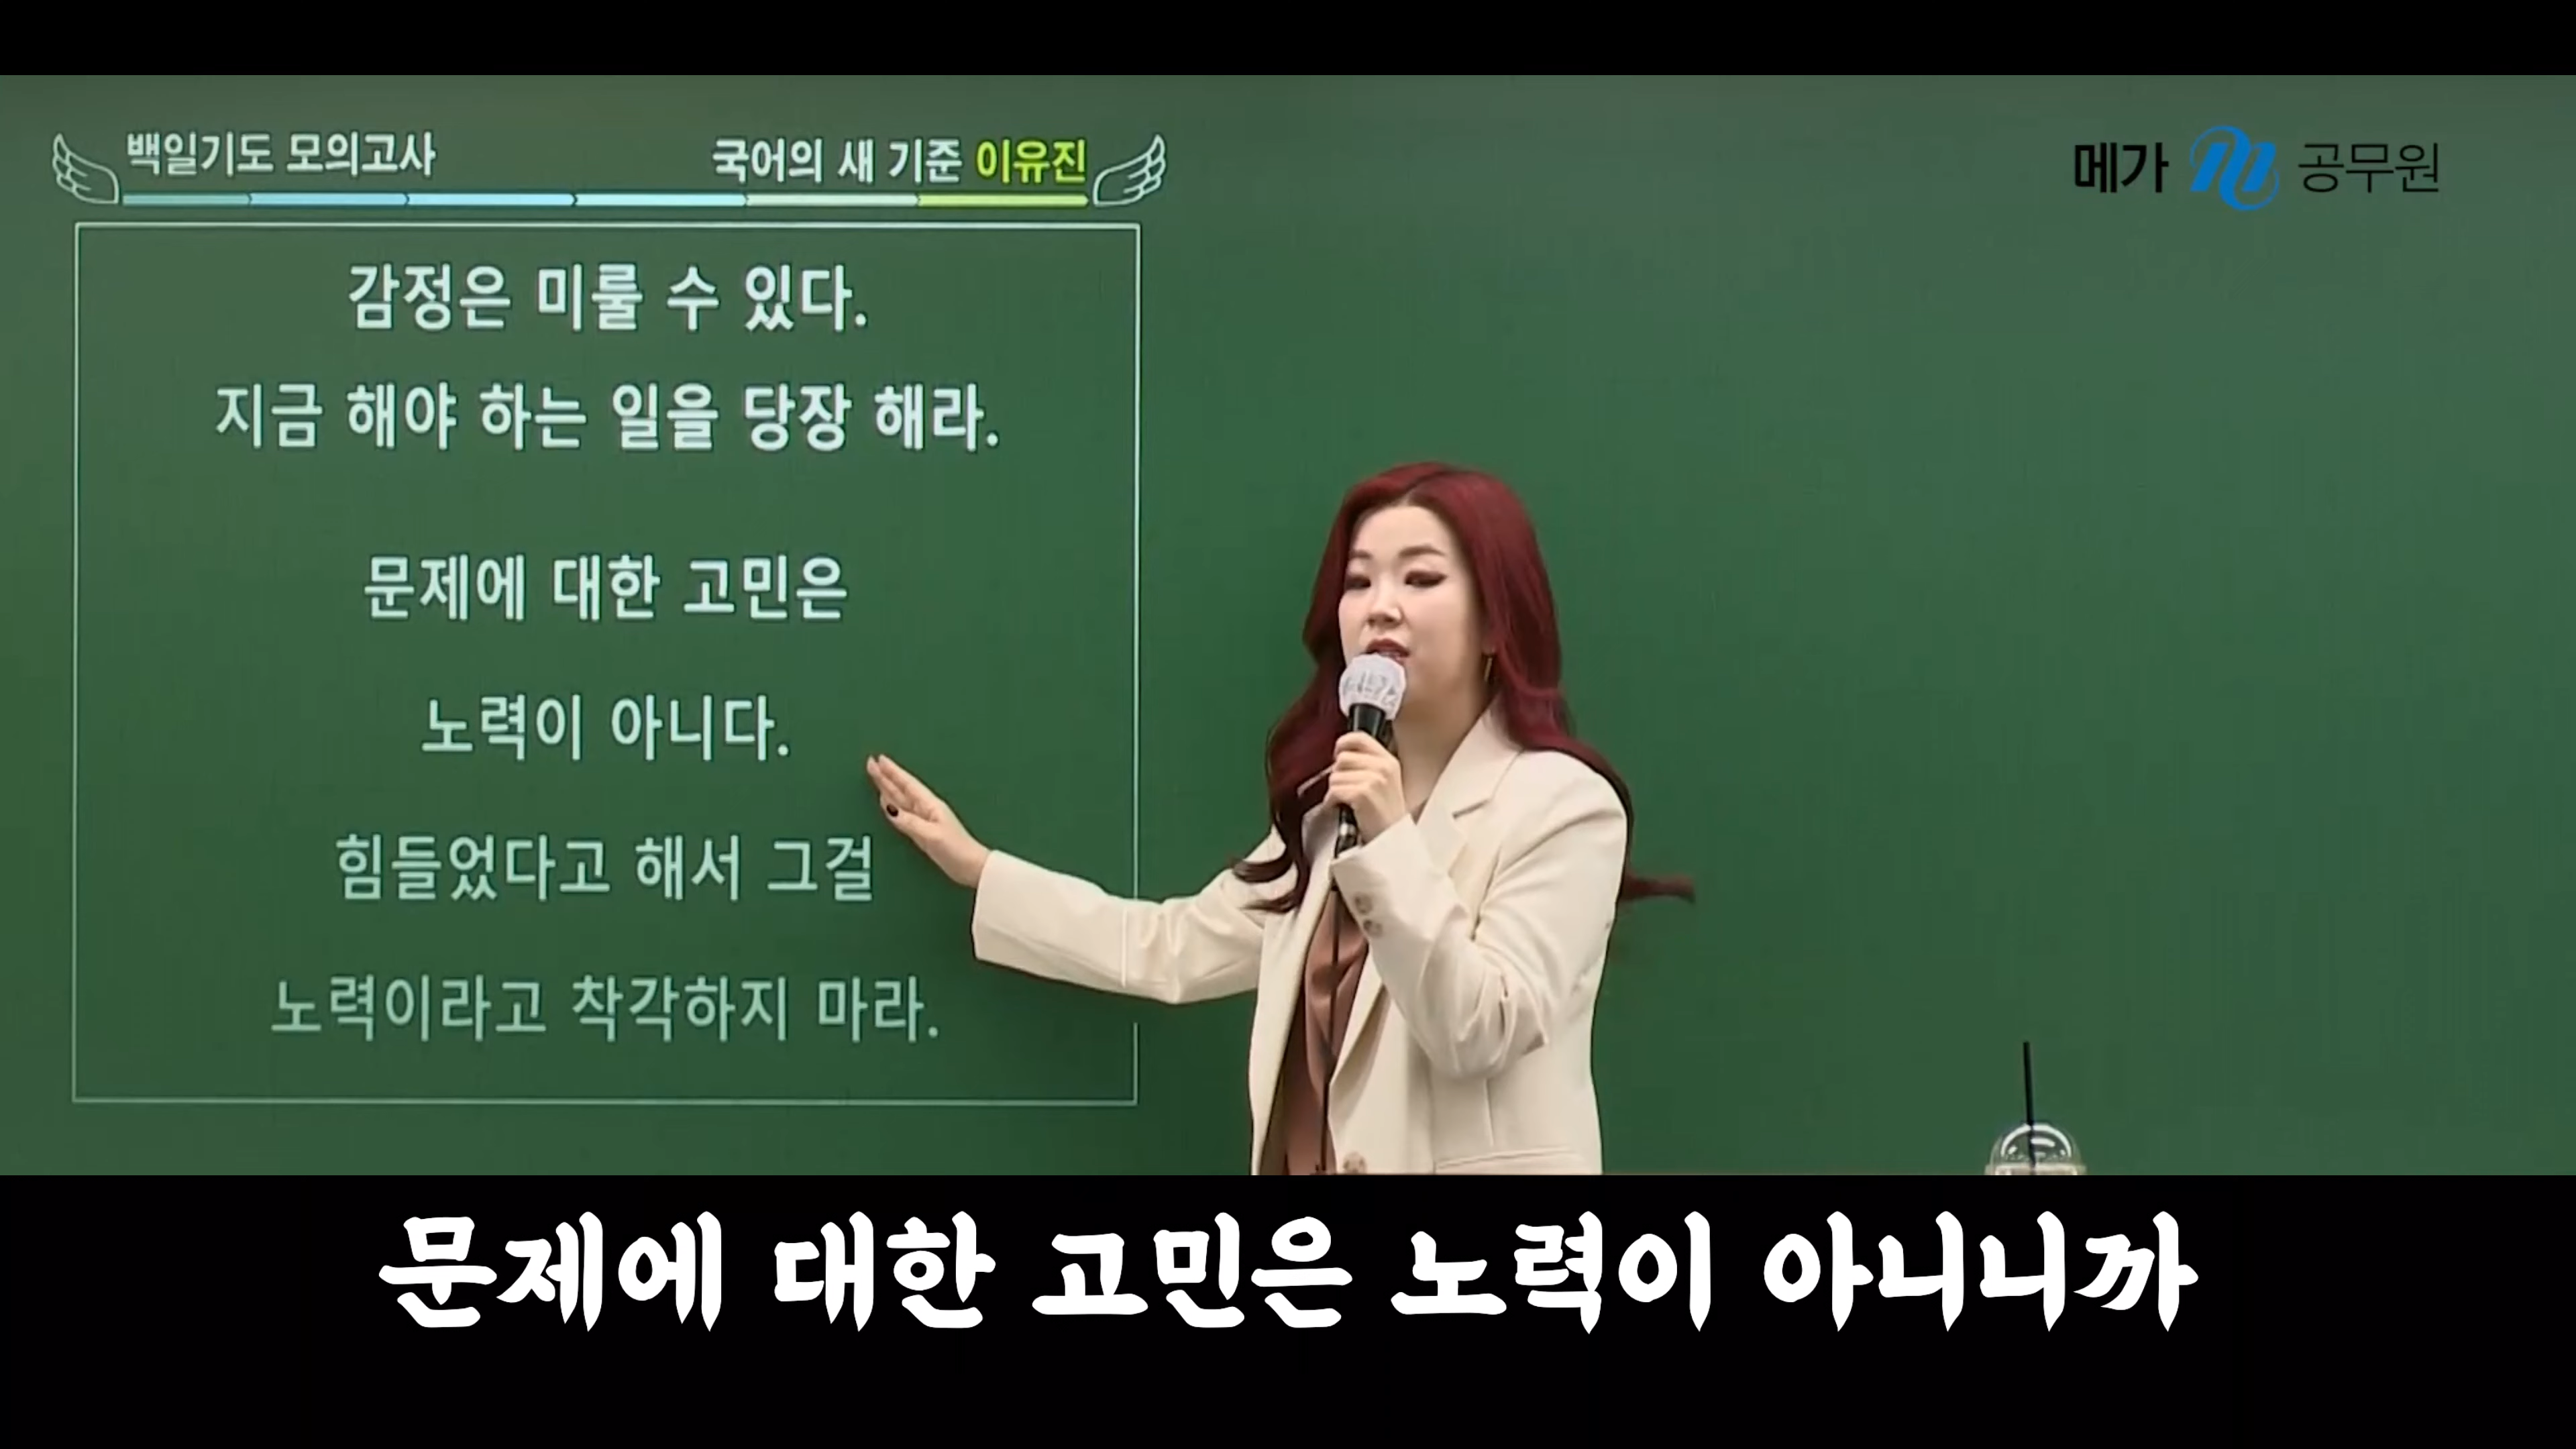 백일기도 모의고사
국어의 새 기준 이유진
메가 공무원
감정은 미룰 수 있다.
지금 해야 하는 일을 당장 해라.
문제에 대한 고민은
노력이 아니다.
힘들었다고 해서 그걸
노력이라고 착각하지 마라.
문제에 대한 고민은 노력이 아니니까